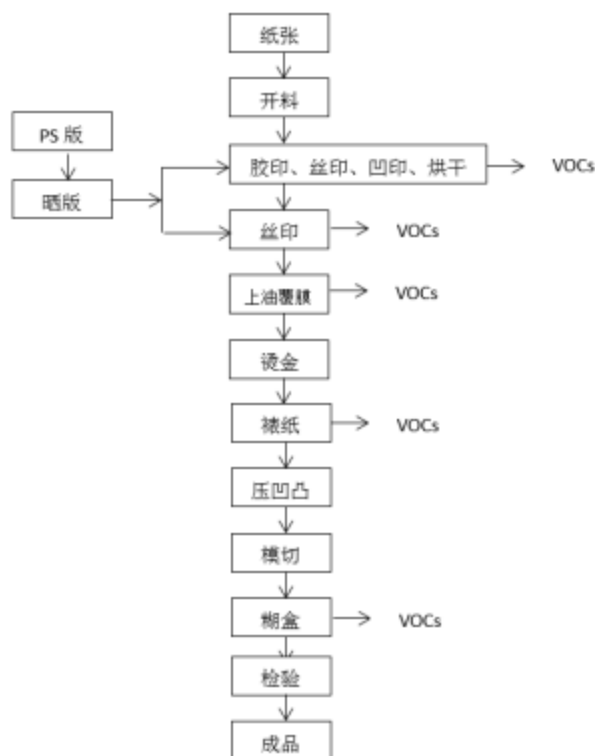 纸张
开料
PS 版
胶印、丝印、凹印、烘干
VOCs
晒版
丝印
VOCs
上油覆膜
VOCs
烫金
裱纸
VOCs
压凹凸
模切
糊盒
VOCs
检验
成品